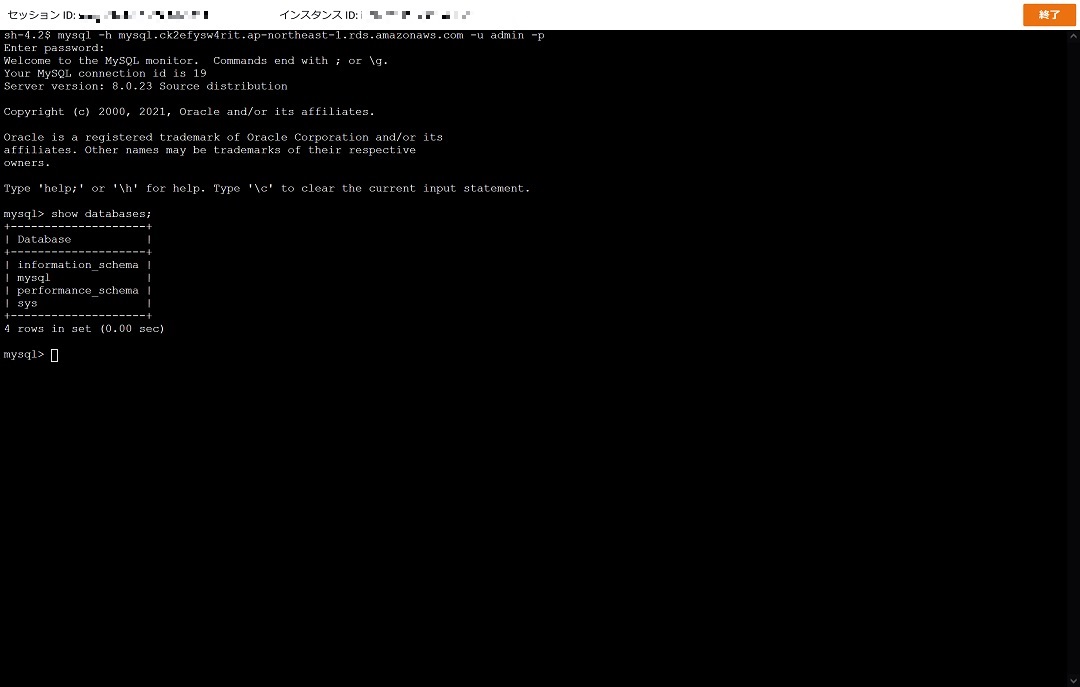 セッション ID:
インスタンス ID:
終了
sh-4.2$ mysql -h mysql.ck2efysw4rit.ap-northeast-1.rds.amazonaws.com -u admin -p
Enter password:
Welcome to the MySQL monitor.  Commands end with ; or \g.
Your MySQL connection id is 19
Server version: 8.0.23 Source distribution
Copyright (c) 2000, 2021, Oracle and/or its affiliates.
Oracle is a registered trademark of Oracle Corporation and/or its
affiliates. Other names may be trademarks of their respective
owners.
Type 'help;' or '\h' for help. Type '\c' to clear the current input statement.
mysql> show databases;
+--------------------+
| Database           |
+--------------------+
| information_schema |
| mysql              |
| performance_schema |
| sys                |
+--------------------+
4 rows in set (0.00 sec)
mysql>